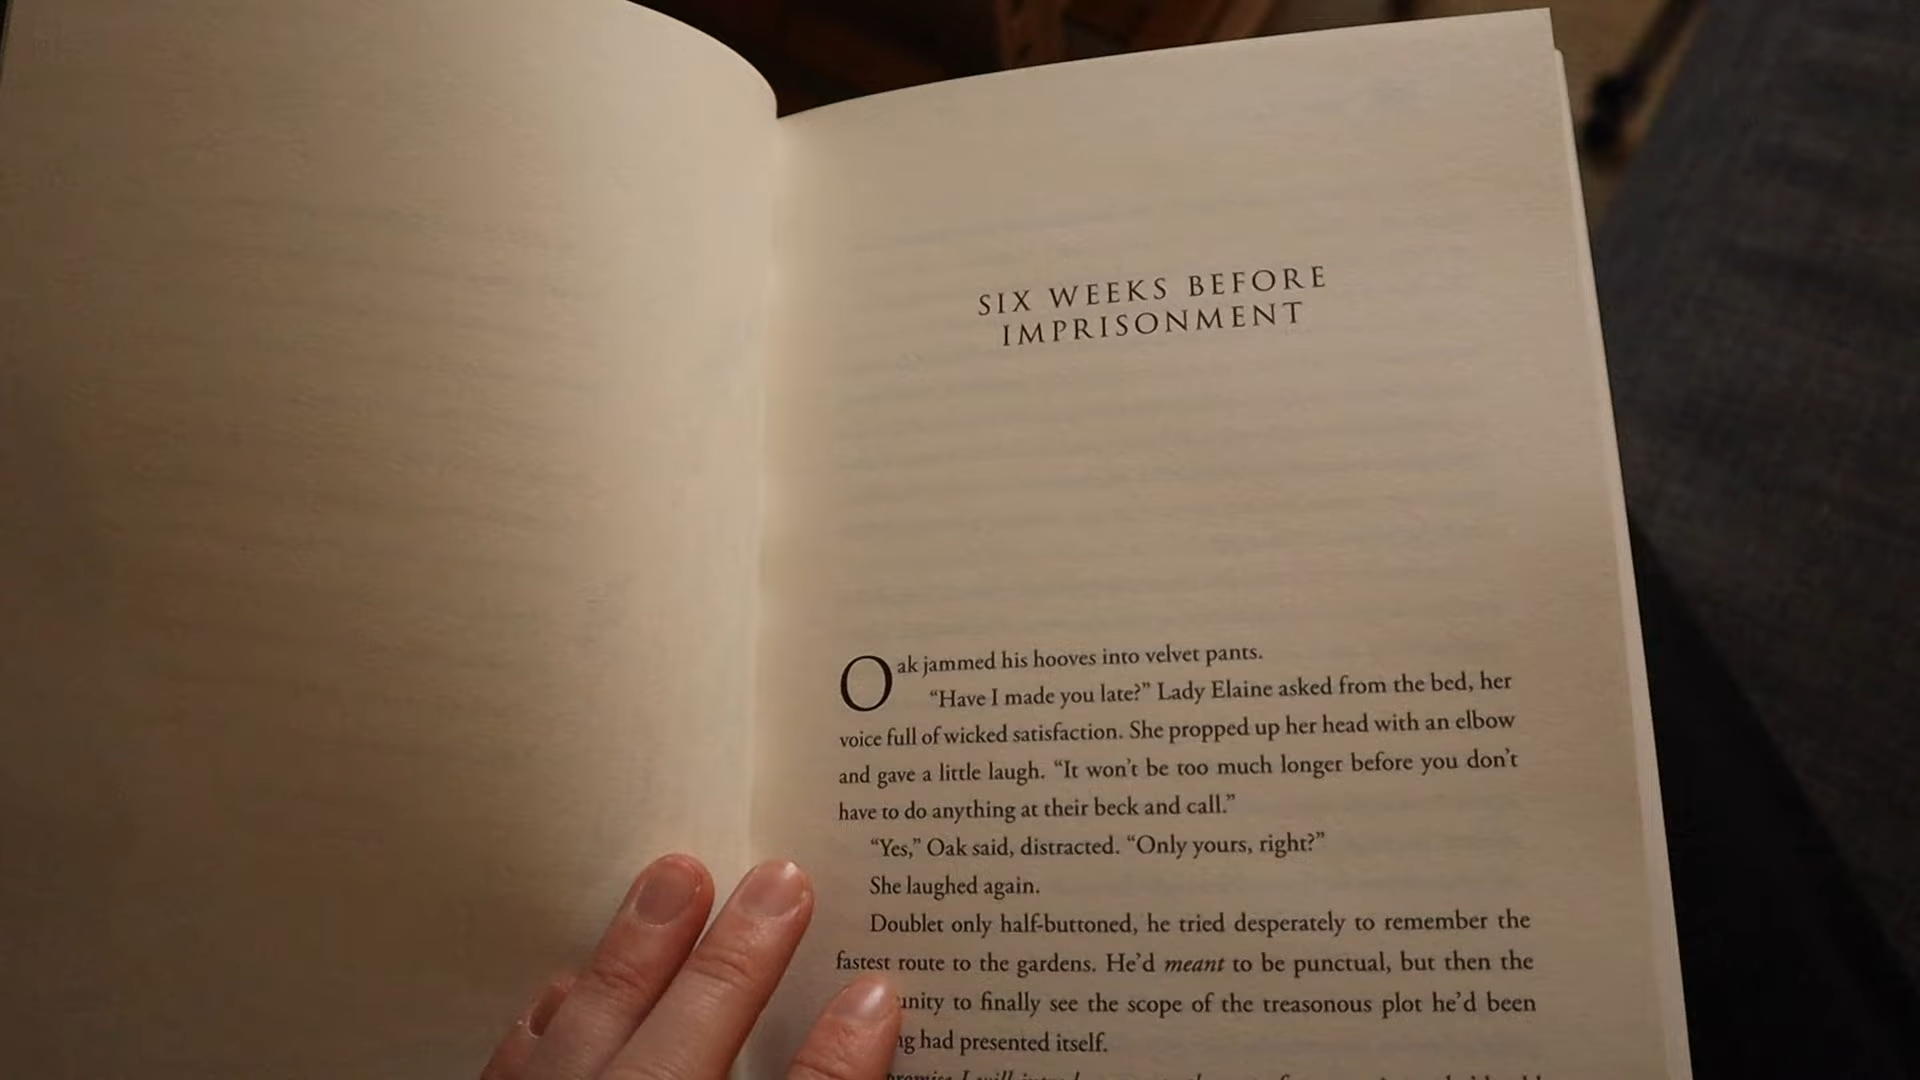 SIX WEEKS BEFORE
IMPRISONMENT
Oak jammed his hooves into velvet pants.
“Have I made you late?” Lady Elaine asked from the bed, her
voice full of wicked satisfaction. She propped up her head with an elbow
and gave a little laugh. “It won’t be too much longer before you don’t
have to do anything at their beck and call.”
“Yes,” Oak said, distracted. “Only yours, right?”
She laughed again.
Doublet only half-buttoned, he tried desperately to remember the
fastest route to the gardens. He’d meant to be punctual, but then the
unity to finally see the scope of the treasonous plot he’d been
ng had presented itself.
I will